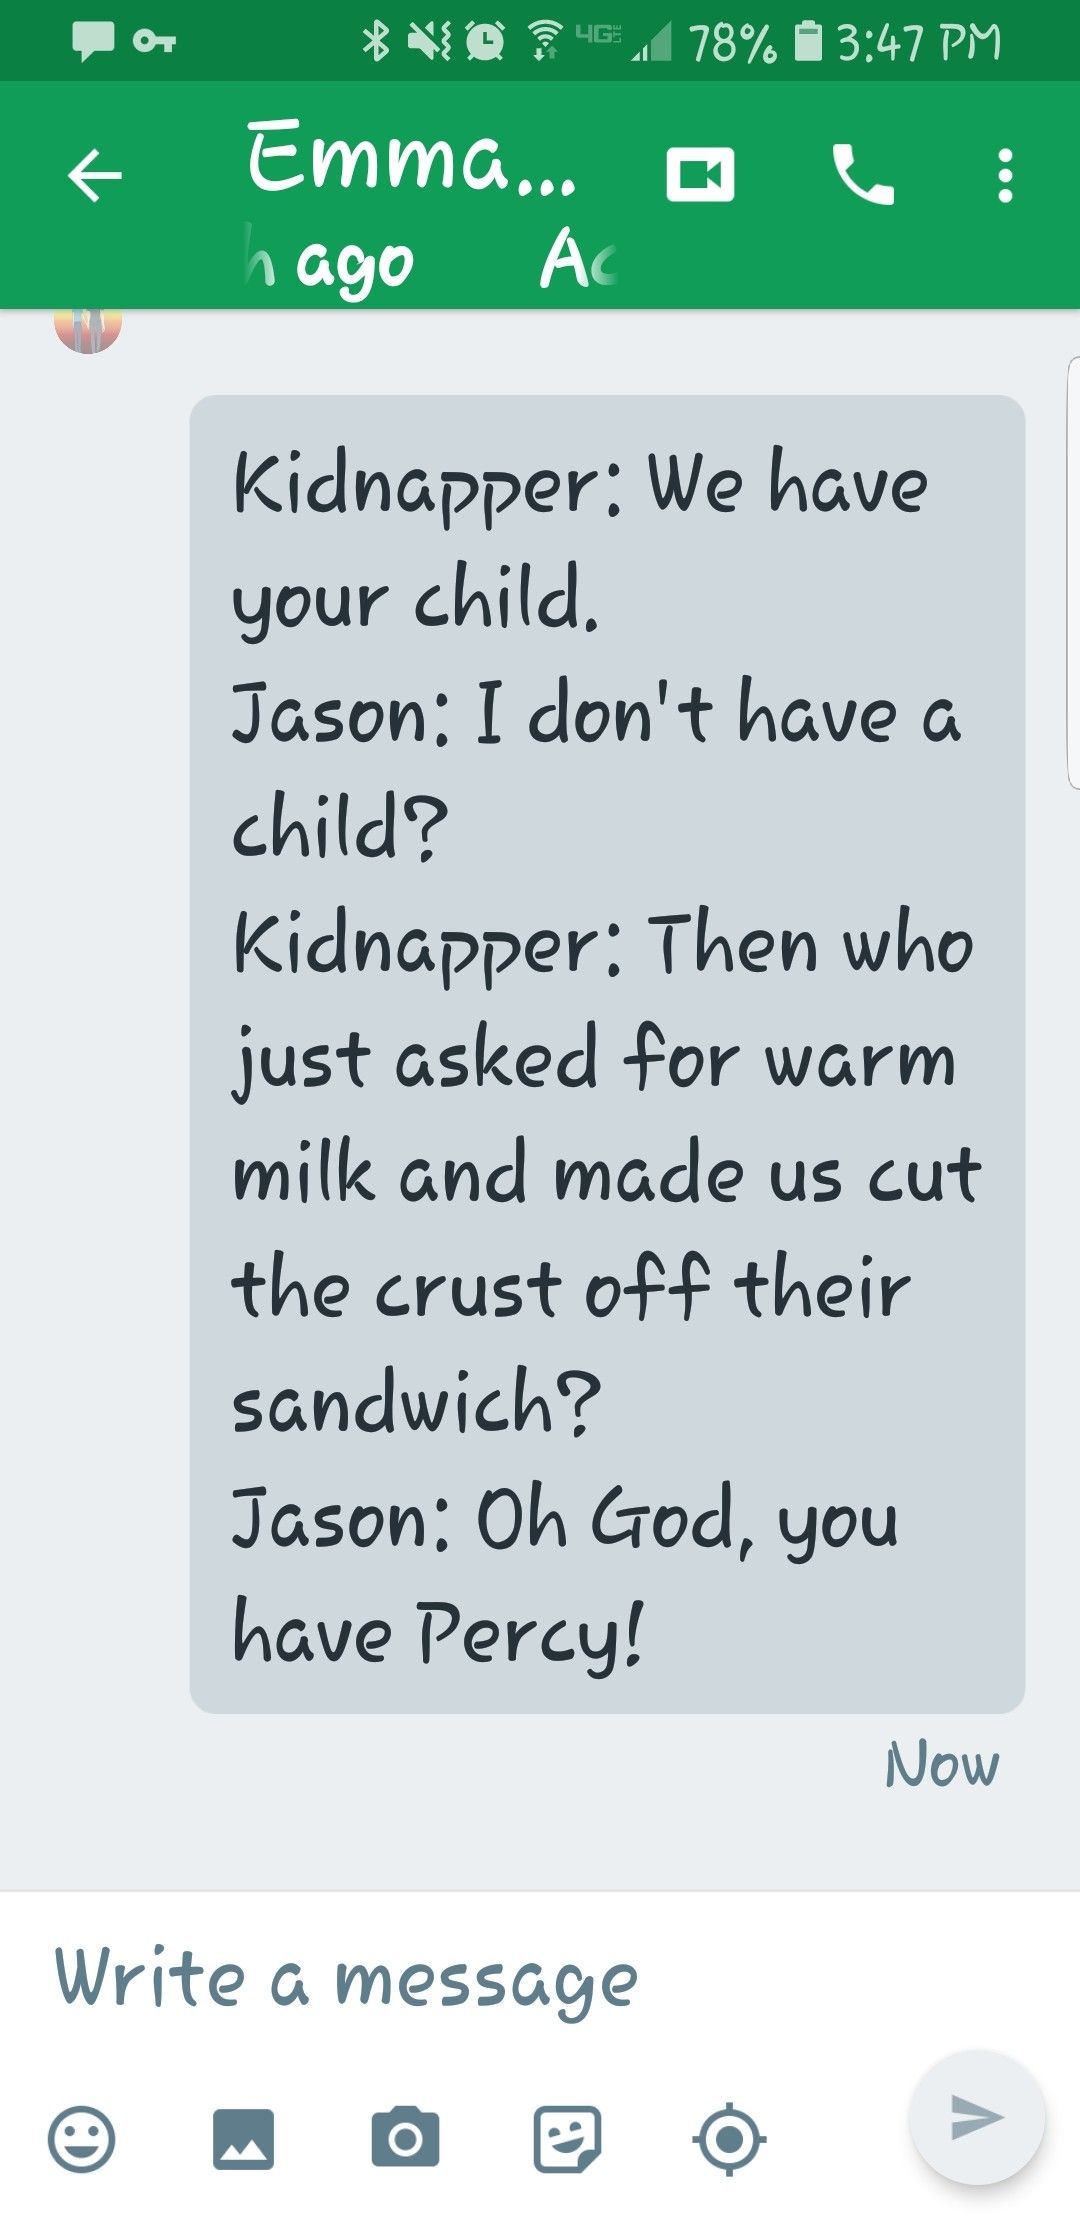 4G LTE 78% 3:47 PM
Emma...
h ago Ac
Kidnapper: We have
your child.
Jason: I don't have a
child?
Kidnapper: Then who
just asked for warm
milk and made us cut
the crust off their
sandwich?
Jason: Oh God, you
have Percy!
Now
Write a message